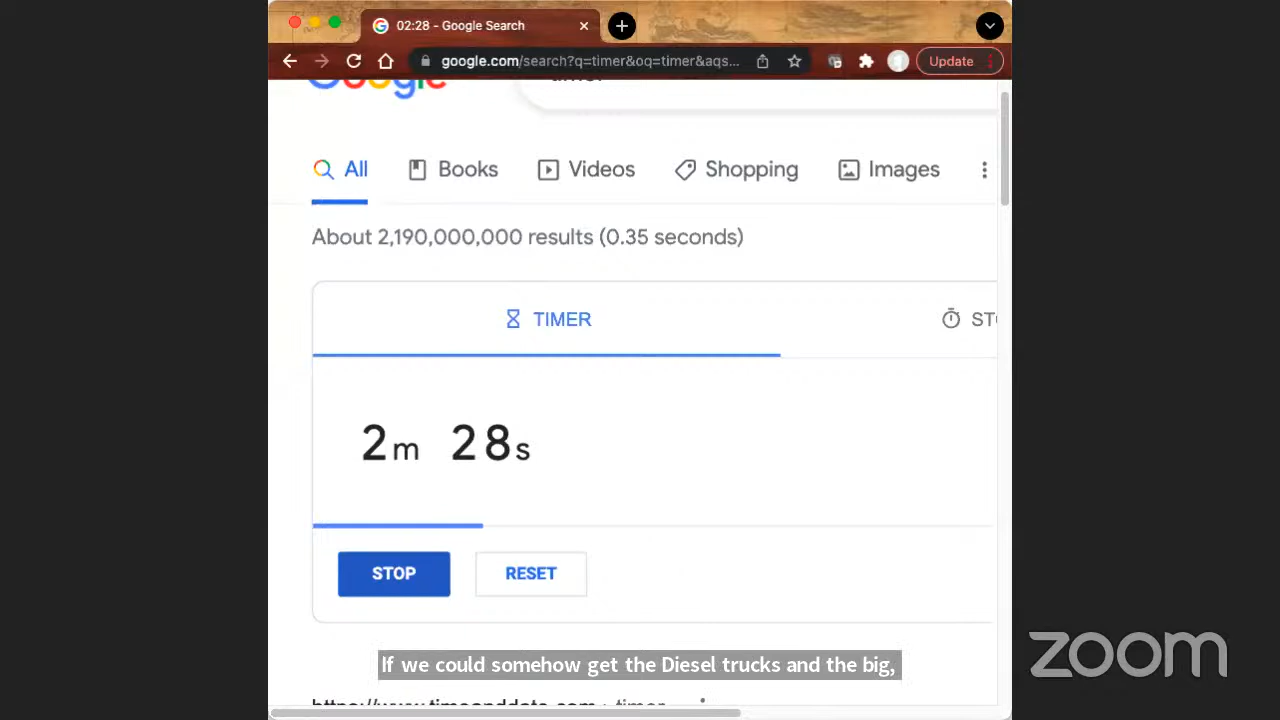 02:28 - Google Search
google.com/search?q=timer&oq=timer&aqs...
Update
Google
All
Books
Videos
Shopping
Images
About 2,190,000,000 results (0.35 seconds)
TIMER
2m 28s
STOP
RESET
If we could somehow get the Diesel trucks and the big,
zoom